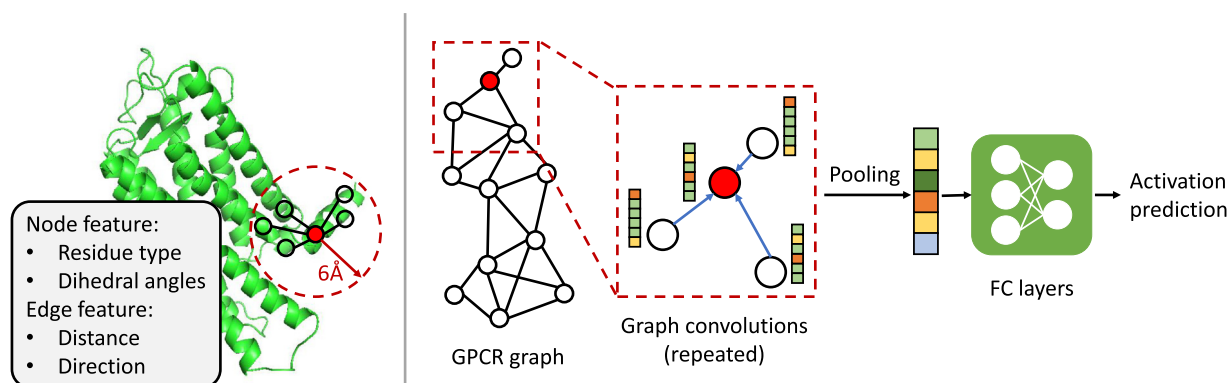 Node feature:
• Residue type
• Dihedral angles
Edge feature:
• Distance
• Direction
6Å
GPCR graph
Graph convolutions
(repeated)
Pooling
FC layers
Activation
prediction